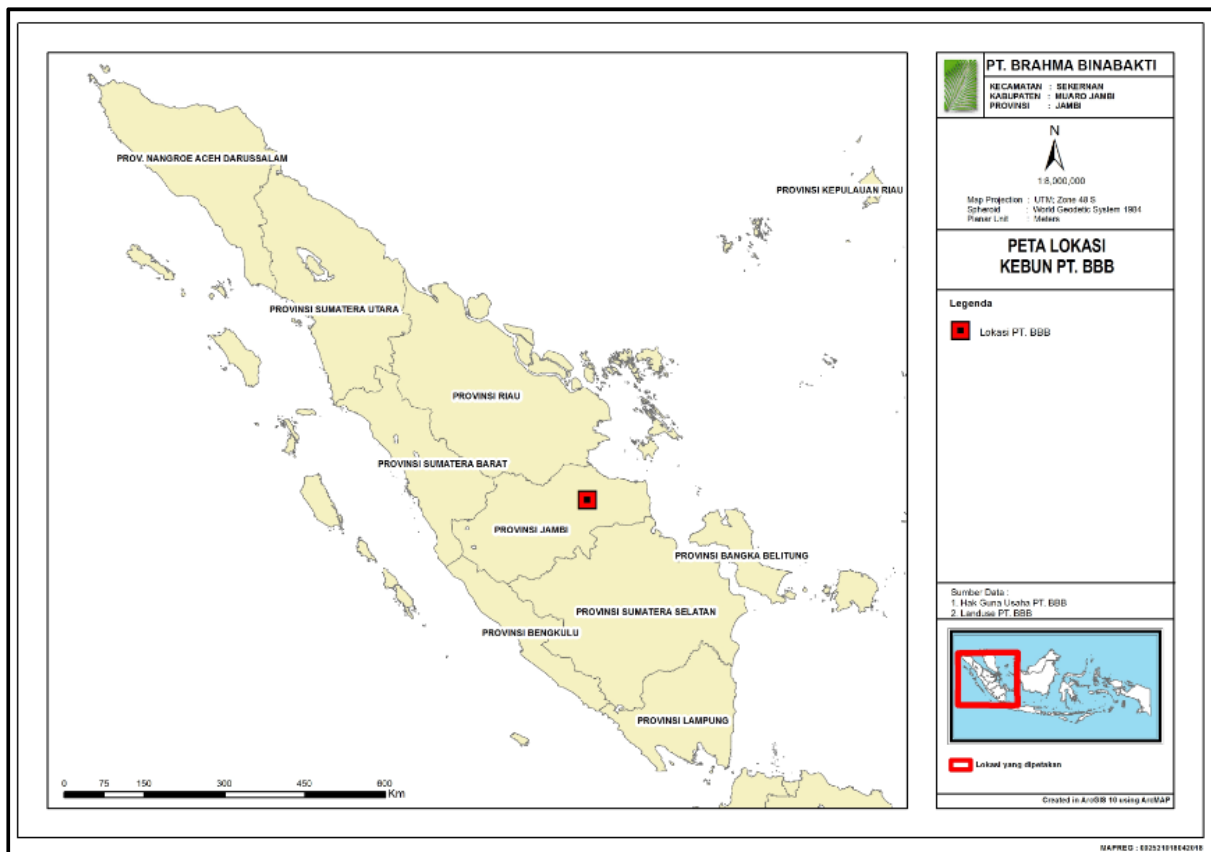 PROV. NANGROE ACEH DARUSSALAM
PROVINSI KEPULAUAN RIAU
PROVINSI SUMATERA UTARA
PROVINSI RIAU
PROVINSI SUMATERA BARAT
PROVINSI JAMBI
PROVINSI BANGKA BELITUNG
PROVINSI SUMATERA SELATAN
PROVINSI BENGKULU
PROVINSI LAMPUNG
0 75 150 300 450 600
Km
PT. BRAHMA BINABAKTI
KECAMATAN : SEKERNAN
KABUPATEN : MUARO JAMBI
PROVINSI : JAMBI
N
1:8,000,000
Map Projection : UTM; Zone 48 S
Spheroid : World Geodetic System 1984
Planar Unit : Meters
PETA LOKASI
KEBUN PT. BBB
Legenda
Lokasi PT. BBB
Sumber Data :
1. Hak Guna Usaha PT. BBB
2. Landuse PT. BBB
Lokasi yang dipetakan
Created in ArcGIS 10 using ArcMAP
MAPREG : 002521018042018